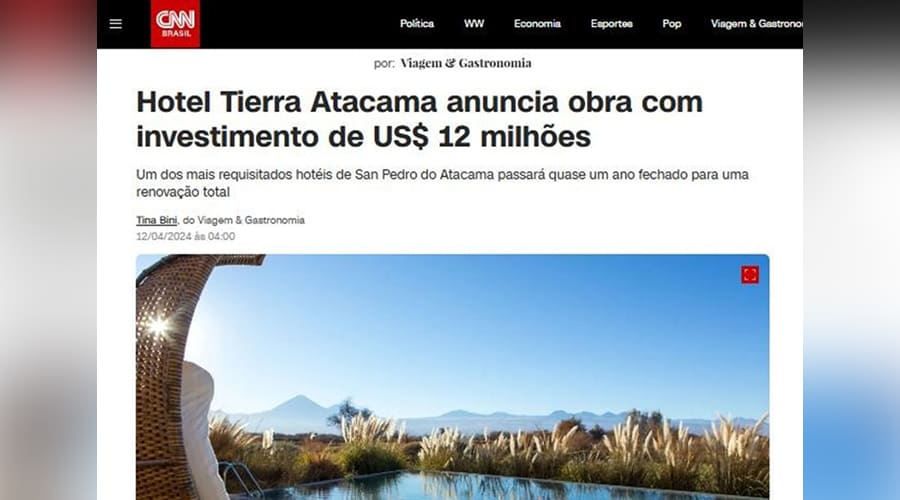 CNN
BRASIL
Política WW Economia Esportes Pop Viagem & Gastrono
por: Viagem & Gastronomia
Hotel Tierra Atacama anuncia obra com
investimento de US$ 12 milhões
Um dos mais requisitados hotéis de San Pedro do Atacama passará quase um ano fechado para uma
renovação total
Tina Bini, do Viagem & Gastronomia
12/04/2024 às 04:00